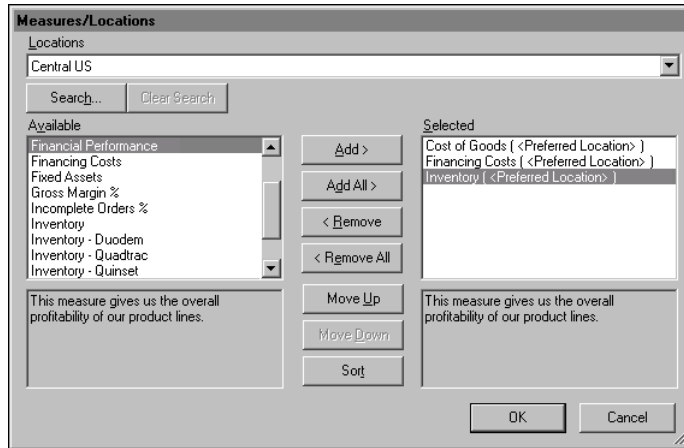 Measures/Locations
Locations
Central US
Search...
Clear Search
Available
Financial Performance
Financing Costs
Fixed Assets
Gross Margin %
Incomplete Orders %
Inventory
Inventory - Duodem
Inventory - Quadtrac
Inventory - Quinset
This measure gives us the overall
profitability of our product lines.
Add >
Add All >
< Remove
< Remove All
Move Up
Move Down
Sort
Selected
Cost of Goods ( <Preferred Location> )
Financing Costs ( <Preferred Location> )
Inventory ( <Preferred Location> )
This measure gives us the overall
profitability of our product lines.
OK
Cancel